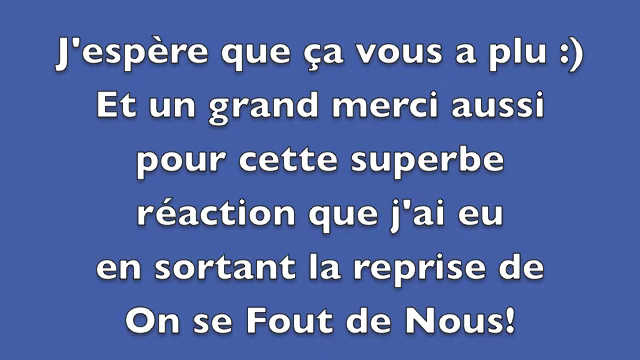 J'espère que ça vous a plu :)
Et un grand merci aussi
pour cette superbe
réaction que j'ai eu
en sortant la reprise de
On se Fout de Nous!